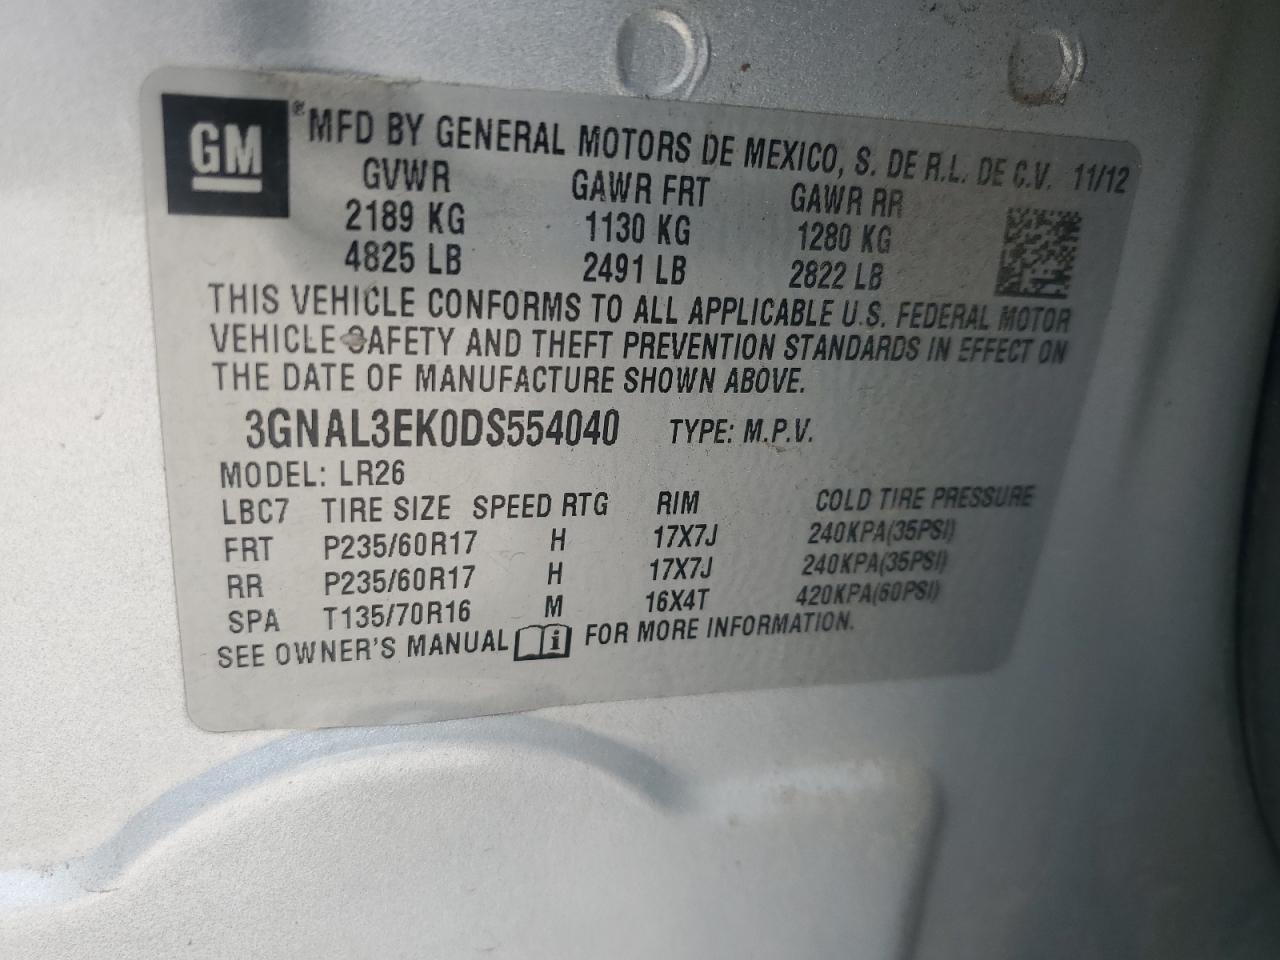 GM ® MFD BY GENERAL MOTORS DE MEXICO, S. DE R.L. DE C.V. 11/12
GVWR GAWR FRT GAWR RR
2189 KG 1130 KG 1280 KG
4825 LB 2491 LB 2822 LB
THIS VEHICLE CONFORMS TO ALL APPLICABLE U.S. FEDERAL MOTOR
VEHICLE SAFETY AND THEFT PREVENTION STANDARDS IN EFFECT ON
THE DATE OF MANUFACTURE SHOWN ABOVE.
3GNAL3EK0DS554040 TYPE: M.P.V.
MODEL: LR26
LBC7 TIRE SIZE SPEED RTG RIM COLD TIRE PRESSURE
FRT P235/60R17 H 17X7J 240KPA(35PSI)
RR P235/60R17 H 17X7J 240KPA(35PSI)
SPA T135/70R16 M 16X4T 420KPA(60PSI)
SEE OWNER'S MANUAL i FOR MORE INFORMATION.